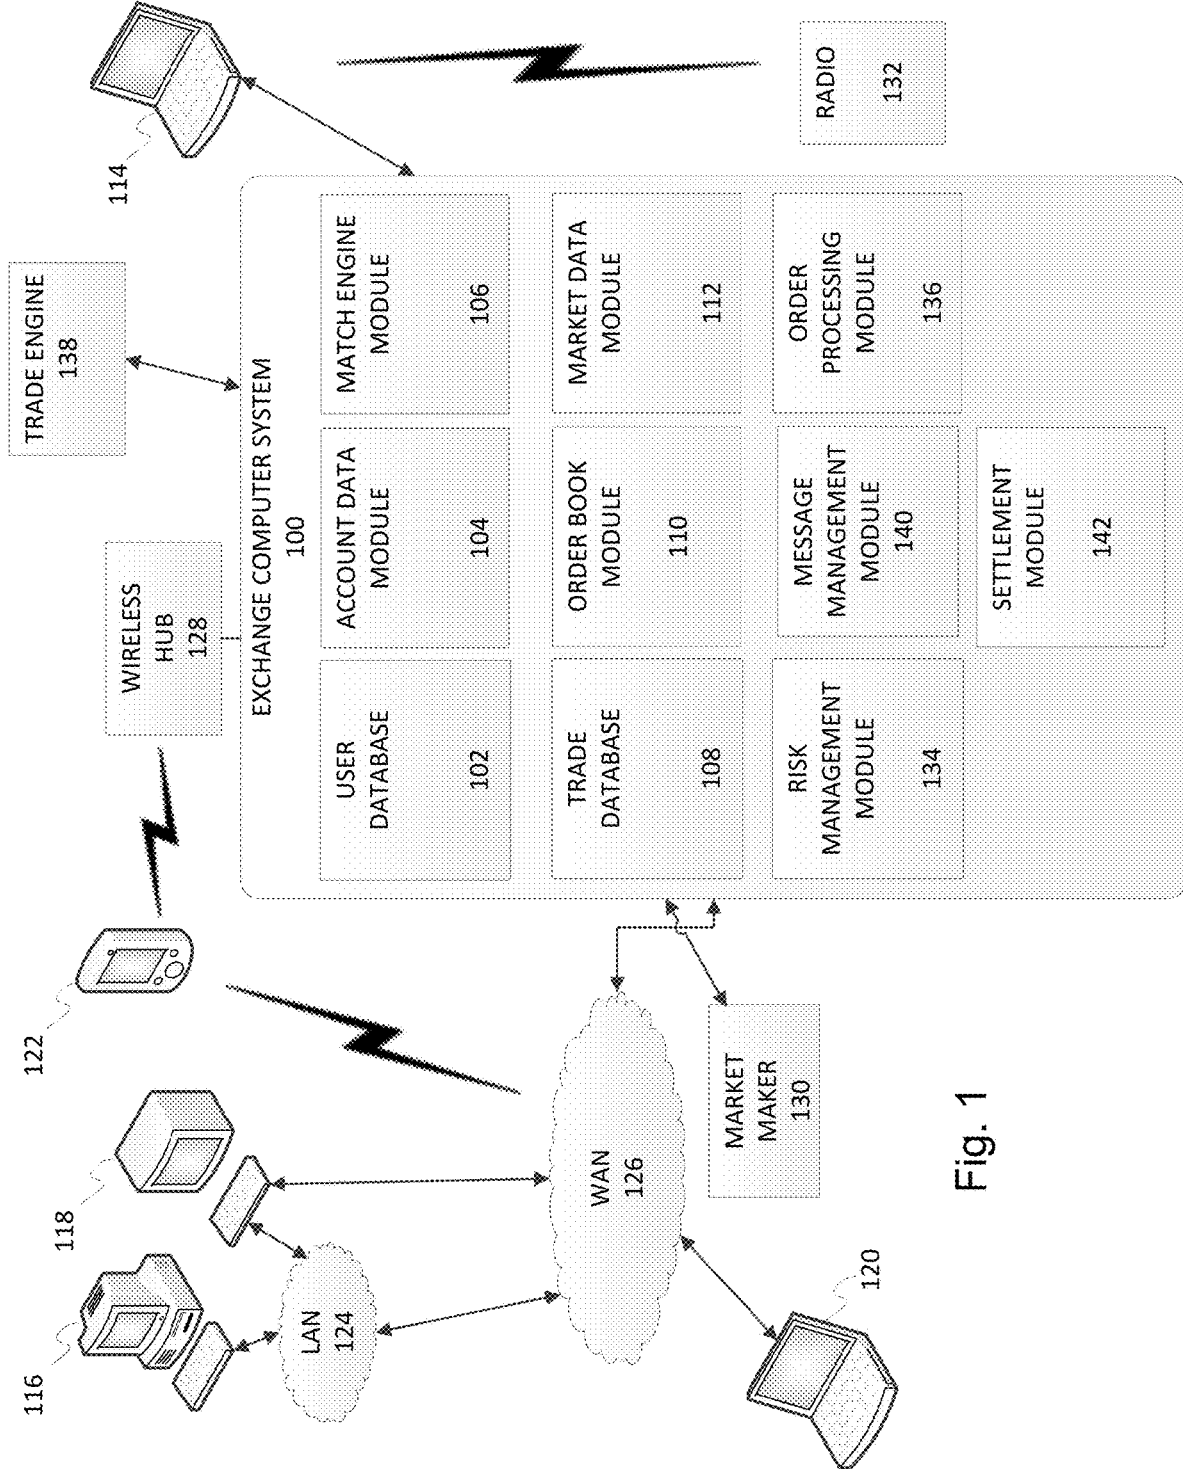 114
TRADE ENGINE
138
WIRELESS
HUB
128
122
118
116
EXCHANGE COMPUTER SYSTEM
100
USER
DATABASE
102
ACCOUNT DATA
MODULE
104
MATCH ENGINE
MODULE
106
TRADE
DATABASE
108
ORDER BOOK
MODULE
110
MARKET DATA
MODULE
112
RISK
MANAGEMENT
MODULE
134
MESSAGE
MANAGEMENT
MODULE
140
ORDER
PROCESSING
MODULE
136
SETTLEMENT
MODULE
142
RADIO
132
LAN
124
WAN
126
MARKET
MAKER
130
120
Fig. 1